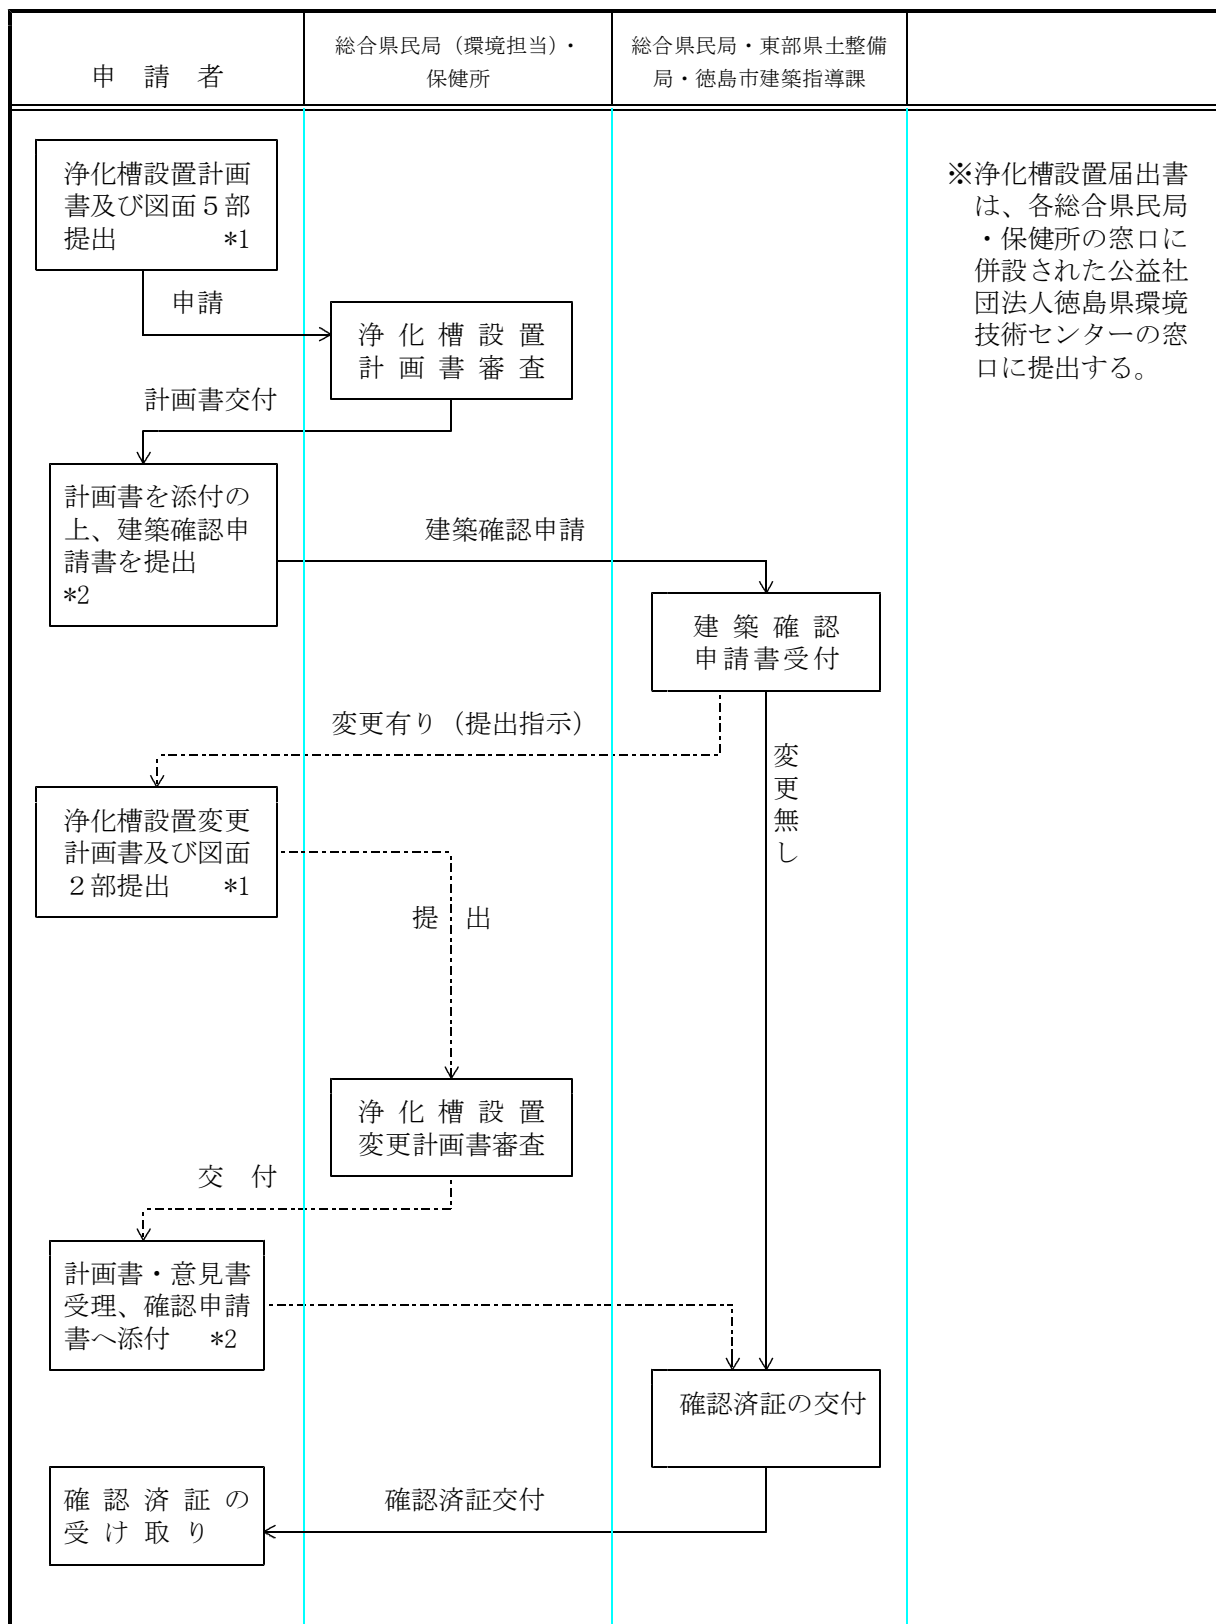 申　請　者
総合県民局（環境担当）・
保健所
総合県民局・東部県土整備
局・徳島市建築指導課
浄化槽設置計画
書及び図面５部
提出　　　　*1
※浄化槽設置届出書
は、各総合県民局
・保健所の窓口に
併設された公益社
団法人徳島県環境
技術センターの窓
口に提出する。
申請
浄 化 槽 設 置
計 画 書 審 査
計画書交付
計画書を添付の
上、建築確認申
請書を提出
*2
建築確認申請
建 築 確 認
申請書受付
変更有り（提出指示）
変更無し
浄化槽設置変更
計画書及び図面
２部提出　　*1
提　出
浄 化 槽 設 置
変更計画書審査
交　付
計画書・意見書
受理、確認申請
書へ添付　 *2
確認済証の交付
確 認 済 証 の
受 け 取 り
確認済証交付